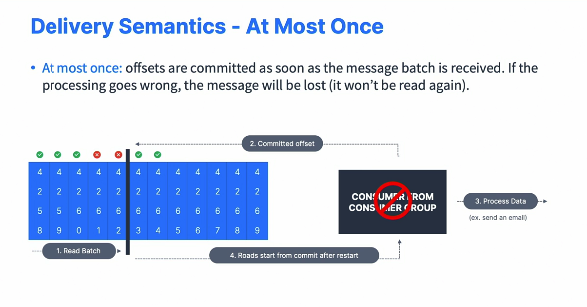 Delivery Semantics - At Most Once
• At most once: offsets are committed as soon as the message batch is received. If the
processing goes wrong, the message will be lost (it won't be read again).
2. Committed offset
4 4 4 4 4 4 4 4 4 4 4 4
2 2 2 2 2 2 2 2 2 2 2 2
5 5 6 6 6 6 6 6 6 6 6 6
8 9 0 1 2 3 4 5 6 7 8 9
CONSUMER FROM
CONSUMER GROUP
3. Process Data
(ex. send an email)
1. Read Batch
4. Roads start from commit after restart